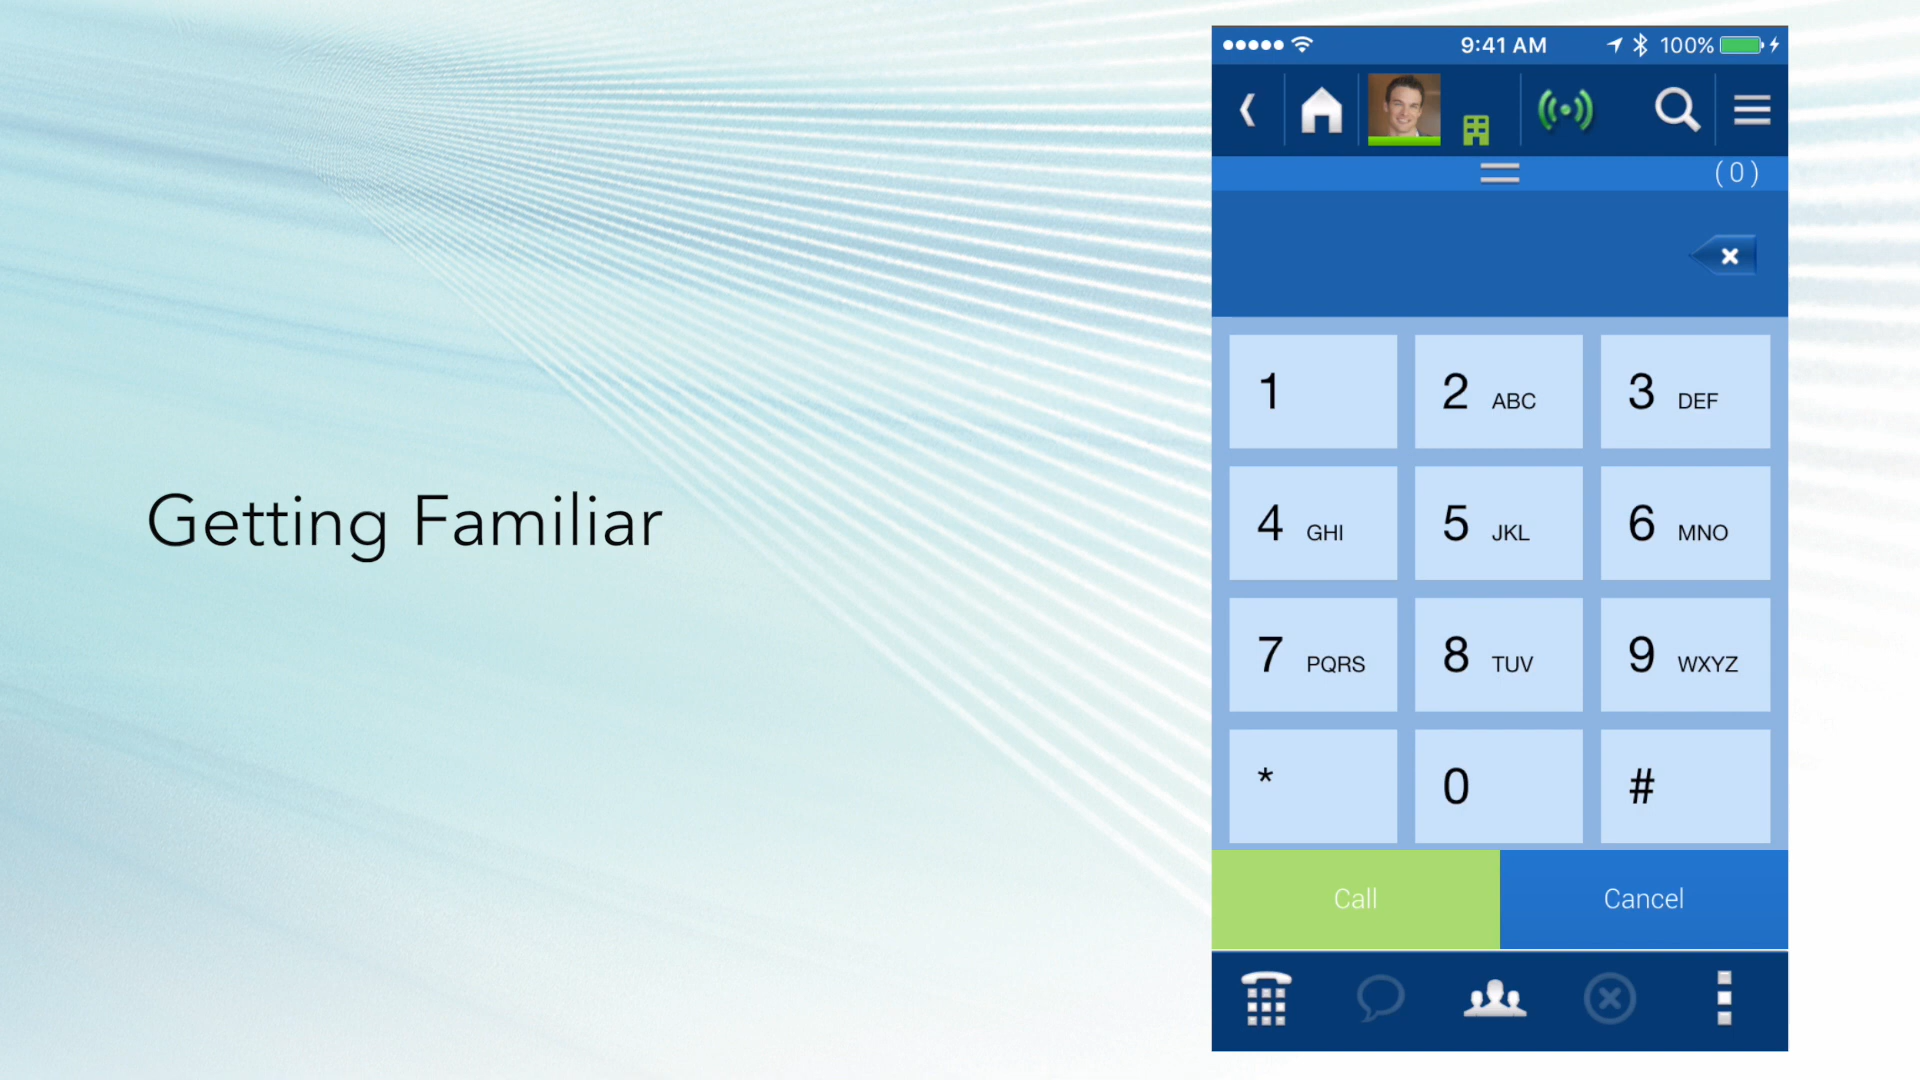 Getting Familiar
9:41 AM 100%
( 0 )
1 2 ABC 3 DEF
4 GHI 5 JKL 6 MNO
7 PQRS 8 TUV 9 WXYZ
* 0 #
Call Cancel